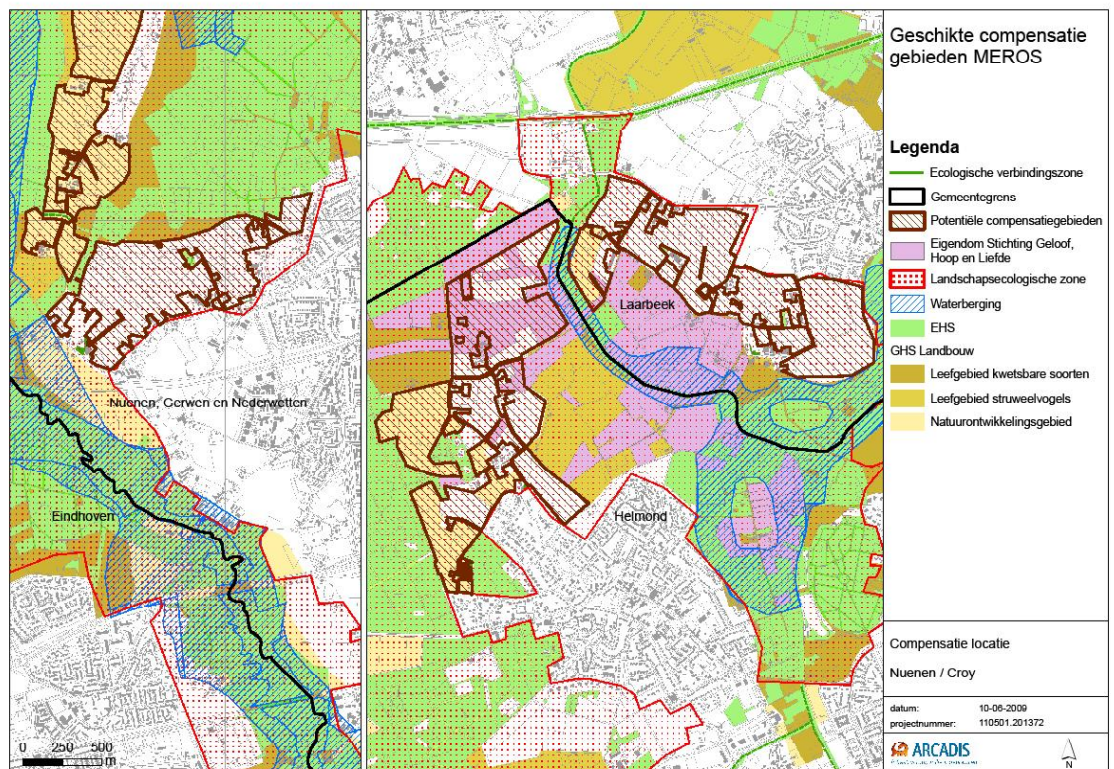 Geschikte compensatie
gebieden MEROS
Legenda
Ecologische verbindingszone
Gemeentegrens
Potentiële compensatiegebieden
Eigendom Stichting Geloof,
Hoop en Liefde
Landschapsecologische zone
Waterberging
EHS
GHS Landbouw
Leefgebied kwetsbare soorten
Leefgebied struweelvogels
Natuurontwikkelingsgebied
Laarbeek
Nuenen, Gerwen en Nederwetten
Eindhoven
Helmond
0 250 500
m
Compensatie locatie
Nuenen / Croy
datum: 10-06-2009
projectnummer: 110501.201372
ARCADIS
N